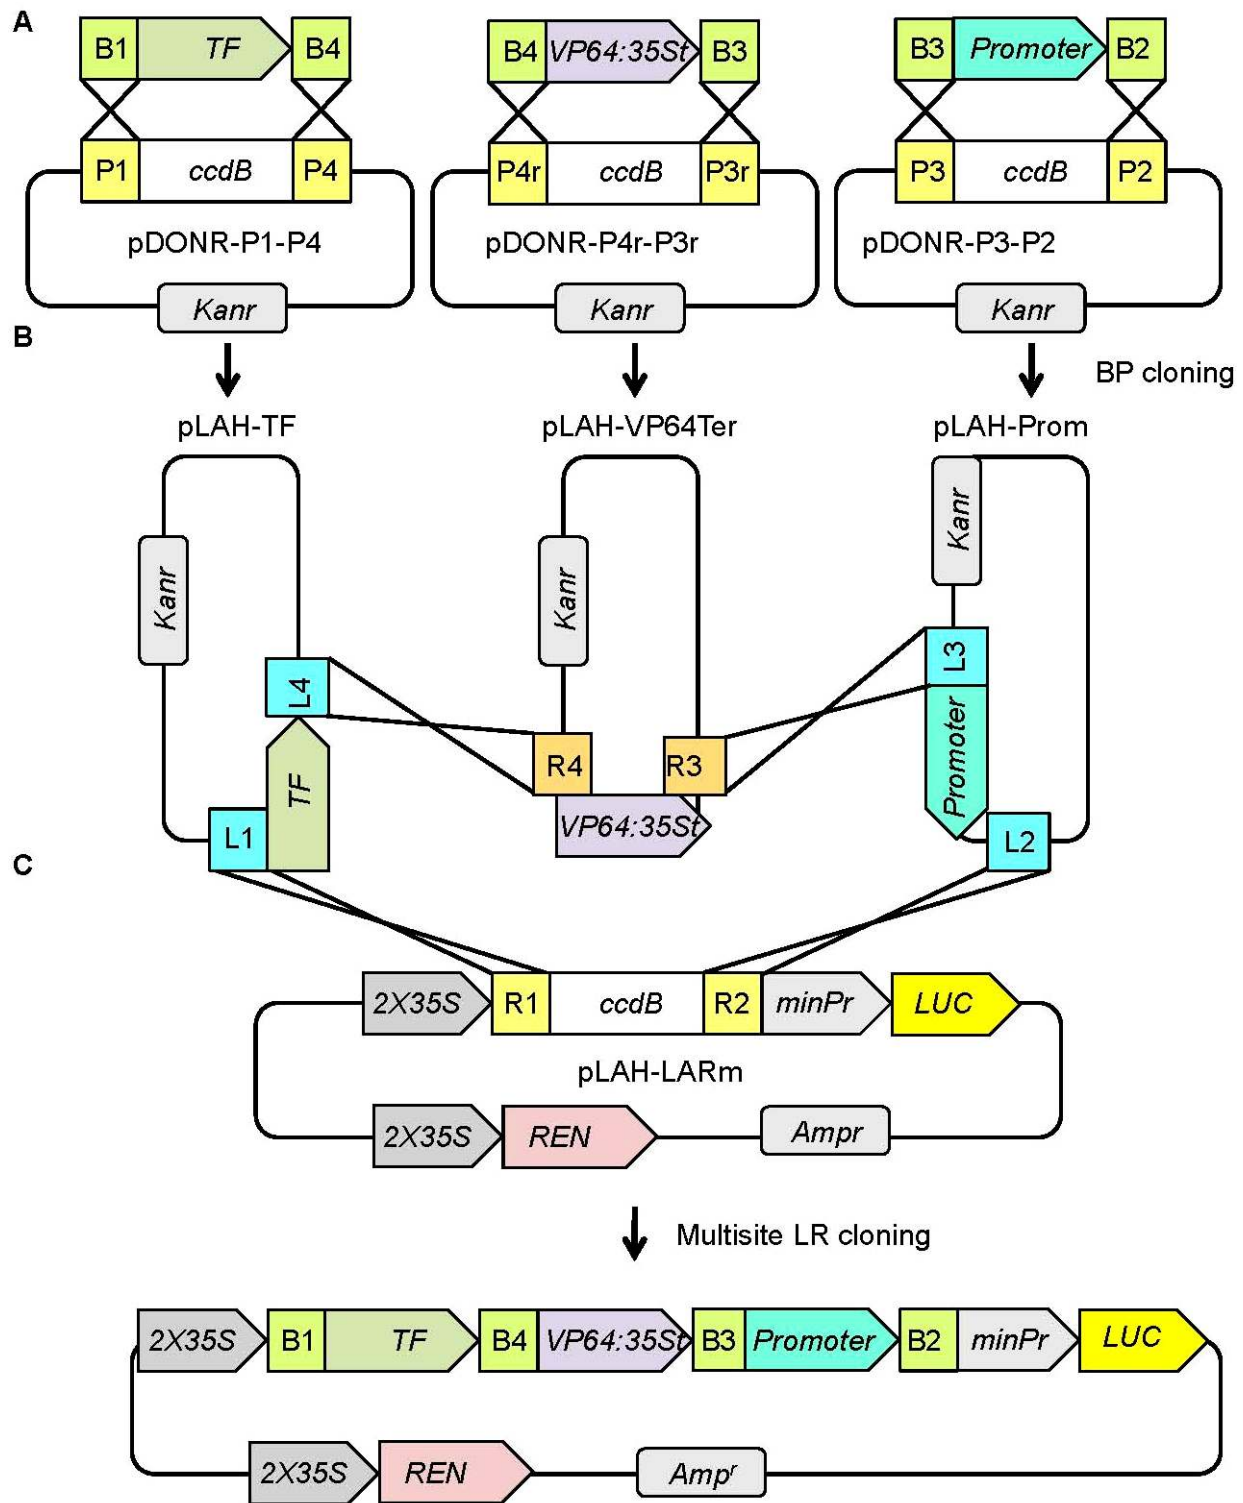 A
B1 TF B4
B4 VP64:35St B3
B3 Promoter B2
P1 ccdB P4
P4r ccdB P3r
P3 ccdB P2
pDONR-P1-P4
pDONR-P4r-P3r
pDONR-P3-P2
Kanr
Kanr
Kanr
B
BP cloning
pLAH-TF
pLAH-VP64Ter
pLAH-Prom
Kanr
Kanr
Kanr
L4
L3
R4
R3
TF
VP64:35St
Promoter
L1
L2
C
2X35S R1 ccdB R2 minPr LUC
pLAH-LARm
2X35S REN Ampr
Multisite LR cloning
2X35S B1 TF B4 VP64:35St B3 Promoter B2 minPr LUC
2X35S REN Ampʳ